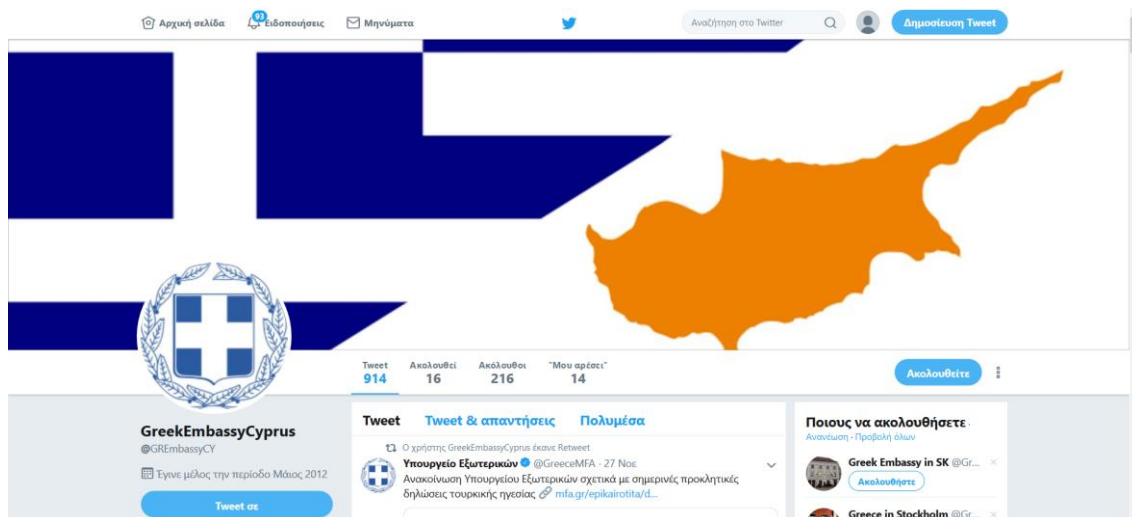 Αρχική σελίδα
93
Ειδοποιήσεις
Μηνύματα
Αναζήτηση στο Twitter
Δημοσίευση Tweet
Tweet
914
Ακολουθεί
16
Ακόλουθοι
216
"Μου αρέσει"
14
Ακολουθείτε
GreekEmbassyCyprus
@GREmbassyCY
Έγινε μέλος την περίοδο Μάιος 2012
Tweet σε
Tweet Tweet & απαντήσεις Πολυμέσα
Ο χρήστης GreekEmbassyCyprus έκανε Retweet
Υπουργείο Εξωτερικών @GreeceMFA · 27 Νοε
Ανακοίνωση Υπουργείου Εξωτερικών σχετικά με σημερινές προκλητικές
δηλώσεις τουρκικής ηγεσίας mfa.gr/epikairotita/d...
Ποιους να ακολουθήσετε ·
Ανανέωση · Προβολή όλων
Greek Embassy in SK @Gr... ×
Ακολουθήστε
Greece in Stockholm @Gr... ×